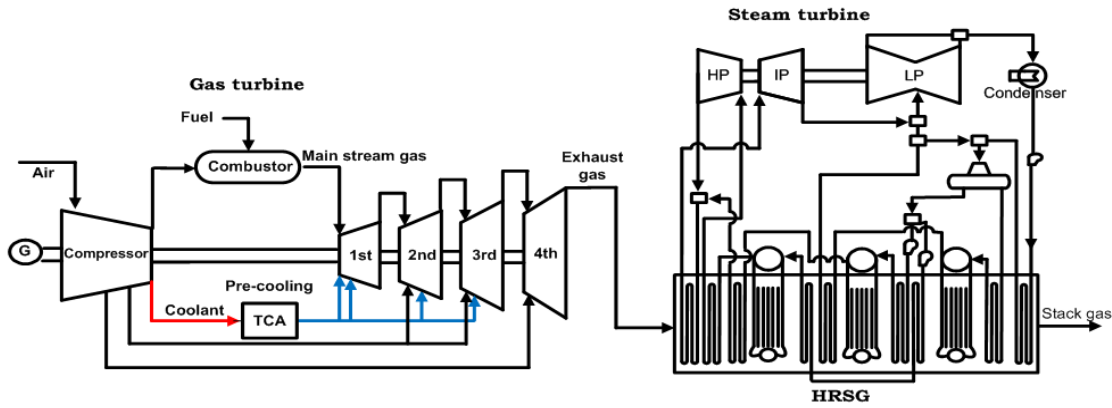 Steam turbine
HP
IP
LP
Condenser
Gas turbine
Fuel
Combustor
Main stream gas
Exhaust
gas
Air
G
Compressor
1st
2nd
3rd
4th
Pre-cooling
Coolant
TCA
Stack gas
HRSG